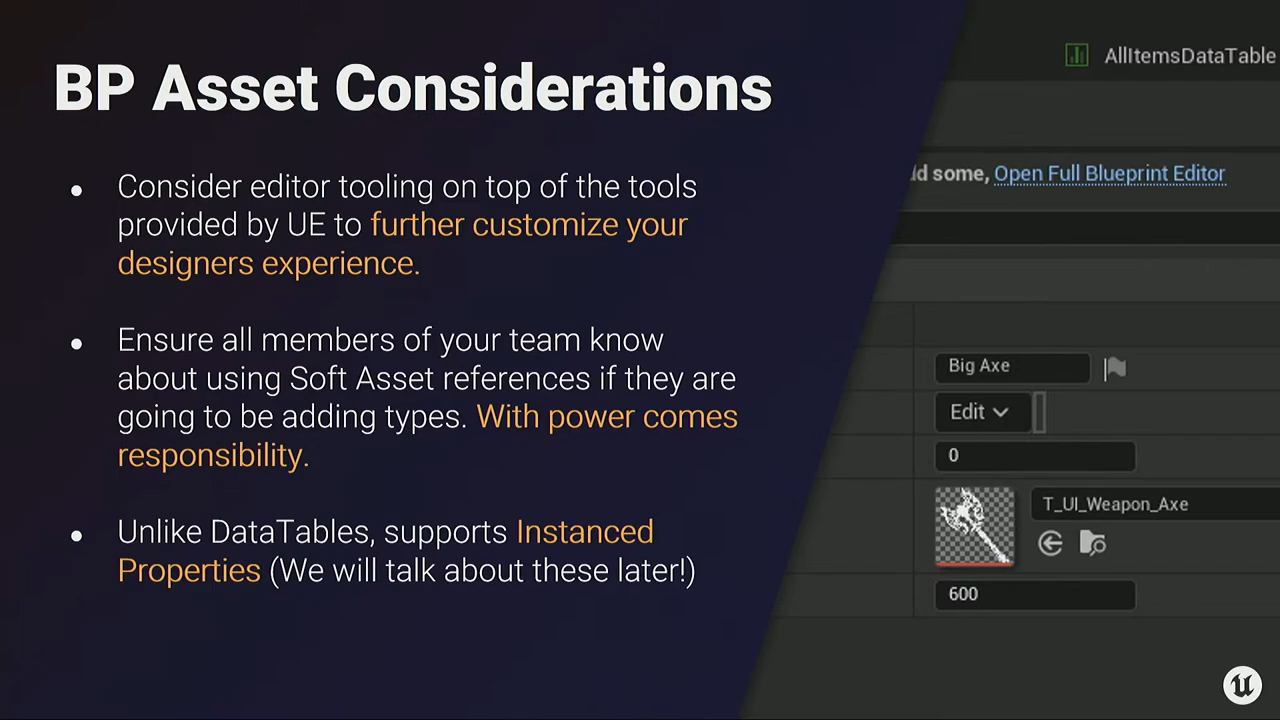 BP Asset Considerations
Consider editor tooling on top of the tools
provided by UE to further customize your
designers experience.
Ensure all members of your team know
about using Soft Asset references if they are
going to be adding types. With power comes
responsibility.
Unlike DataTables, supports Instanced
Properties (We will talk about these later!)
AllItemsDataTable
some, Open Full Blueprint Editor
Big Axe
Edit
0
T_UI_Weapon_Axe
600